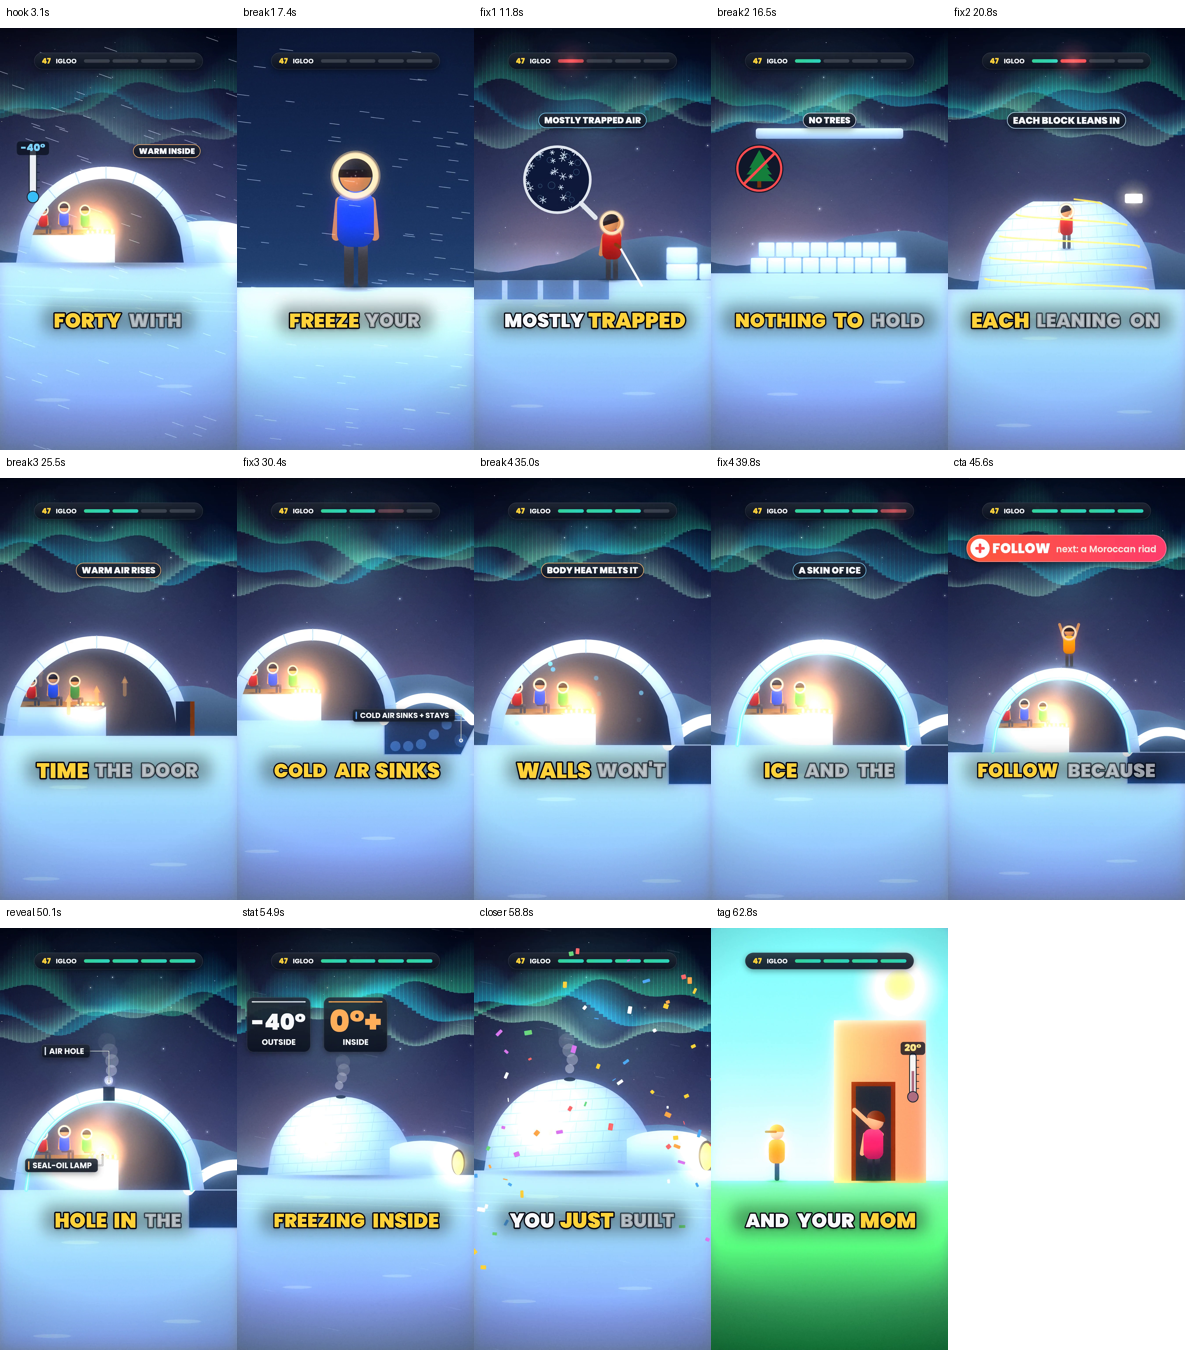 hook 3.1s
47 IGLOO
-40°
WARM INSIDE
FORTY WITH
break1 7.4s
47 IGLOO
FREEZE YOUR
fix1 11.8s
47 IGLOO
MOSTLY TRAPPED AIR
MOSTLY TRAPPED
break2 16.5s
47 IGLOO
NO TREES
NOTHING TO HOLD
fix2 20.8s
47 IGLOO
EACH BLOCK LEANS IN
EACH LEANING ON
break3 25.5s
47 IGLOO
WARM AIR RISES
TIME THE DOOR
fix3 30.4s
47 IGLOO
COLD AIR SINKS + STAYS
COLD AIR SINKS
break4 35.0s
47 IGLOO
BODY HEAT MELTS IT
WALLS WON'T
fix4 39.8s
47 IGLOO
A SKIN OF ICE
ICE AND THE
cta 45.6s
47 IGLOO
FOLLOW next: a Moroccan riad
FOLLOW BECAUSE
reveal 50.1s
47 IGLOO
AIR HOLE
SEAL-OIL LAMP
HOLE IN THE
stat 54.9s
47 IGLOO
-40° 0°+
OUTSIDE INSIDE
FREEZING INSIDE
closer 58.8s
47 IGLOO
YOU JUST BUILT
tag 62.8s
47 IGLOO
20°
AND YOUR MOM